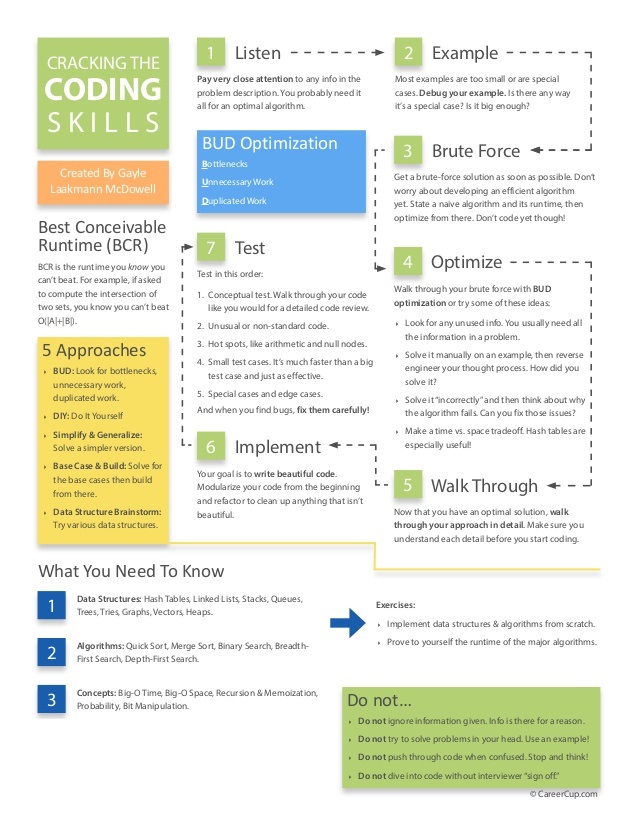 CRACKING THE
CODING
SKILLS
Created By Gayle
Laakmann McDowell
Best Conceivable
Runtime (BCR)
BCR is the runtime you know you
can't beat. For example, if asked
to compute the intersection of
two sets, you know you can't beat
O(|A|+|B|).
5 Approaches
BUD: Look for bottlenecks,
unnecessary work,
duplicated work.
DIY: Do It Yourself
Simplify & Generalize:
Solve a simpler version.
Base Case & Build: Solve for
the base cases then build
from there.
Data Structure Brainstorm:
Try various data structures.
1 Listen
Pay very close attention to any info in the
problem description. You probably need it
all for an optimal algorithm.
2 Example
Most examples are too small or are special
cases. Debug your example. Is there any way
it's a special case? Is it big enough?
BUD Optimization
Bottlenecks
Unnecessary Work
Duplicated Work
3 Brute Force
Get a brute-force solution as soon as possible. Don't
worry about developing an efficient algorithm
yet. State a naive algorithm and its runtime, then
optimize from there. Don't code yet though!
4 Optimize
Walk through your brute force with BUD
optimization or try some of these ideas:
Look for any unused info. You usually need all
the information in a problem.
Solve it manually on an example, then reverse
engineer your thought process. How did you
solve it?
Solve it "incorrectly" and then think about why
the algorithm fails. Can you fix those issues?
Make a time vs. space tradeoff. Hash tables are
especially useful!
5 Walk Through
Now that you have an optimal solution, walk
through your approach in detail. Make sure you
understand each detail before you start coding.
6 Implement
Your goal is to write beautiful code.
Modularize your code from the beginning
and refactor to clean up anything that isn't
beautiful.
7 Test
Test in this order:
1. Conceptual test. Walk through your code
like you would for a detailed code review.
2. Unusual or non-standard code.
3. Hot spots, like arithmetic and null nodes.
4. Small test cases. It's much faster than a big
test case and just as effective.
5. Special cases and edge cases.
And when you find bugs, fix them carefully!
What You Need To Know
1 Data Structures: Hash Tables, Linked Lists, Stacks, Queues,
Trees, Tries, Graphs, Vectors, Heaps.
2 Algorithms: Quick Sort, Merge Sort, Binary Search, Breadth-
First Search, Depth-First Search.
3 Concepts: Big-O Time, Big-O Space, Recursion & Memoization,
Probability, Bit Manipulation.
Exercises:
Implement data structures & algorithms from scratch.
Prove to yourself the runtime of the major algorithms.
Do not...
Do not ignore information given. Info is there for a reason.
Do not try to solve problems in your head. Use an example!
Do not push through code when confused. Stop and think!
Do not dive into code without interviewer "sign off."
© CareerCup.com